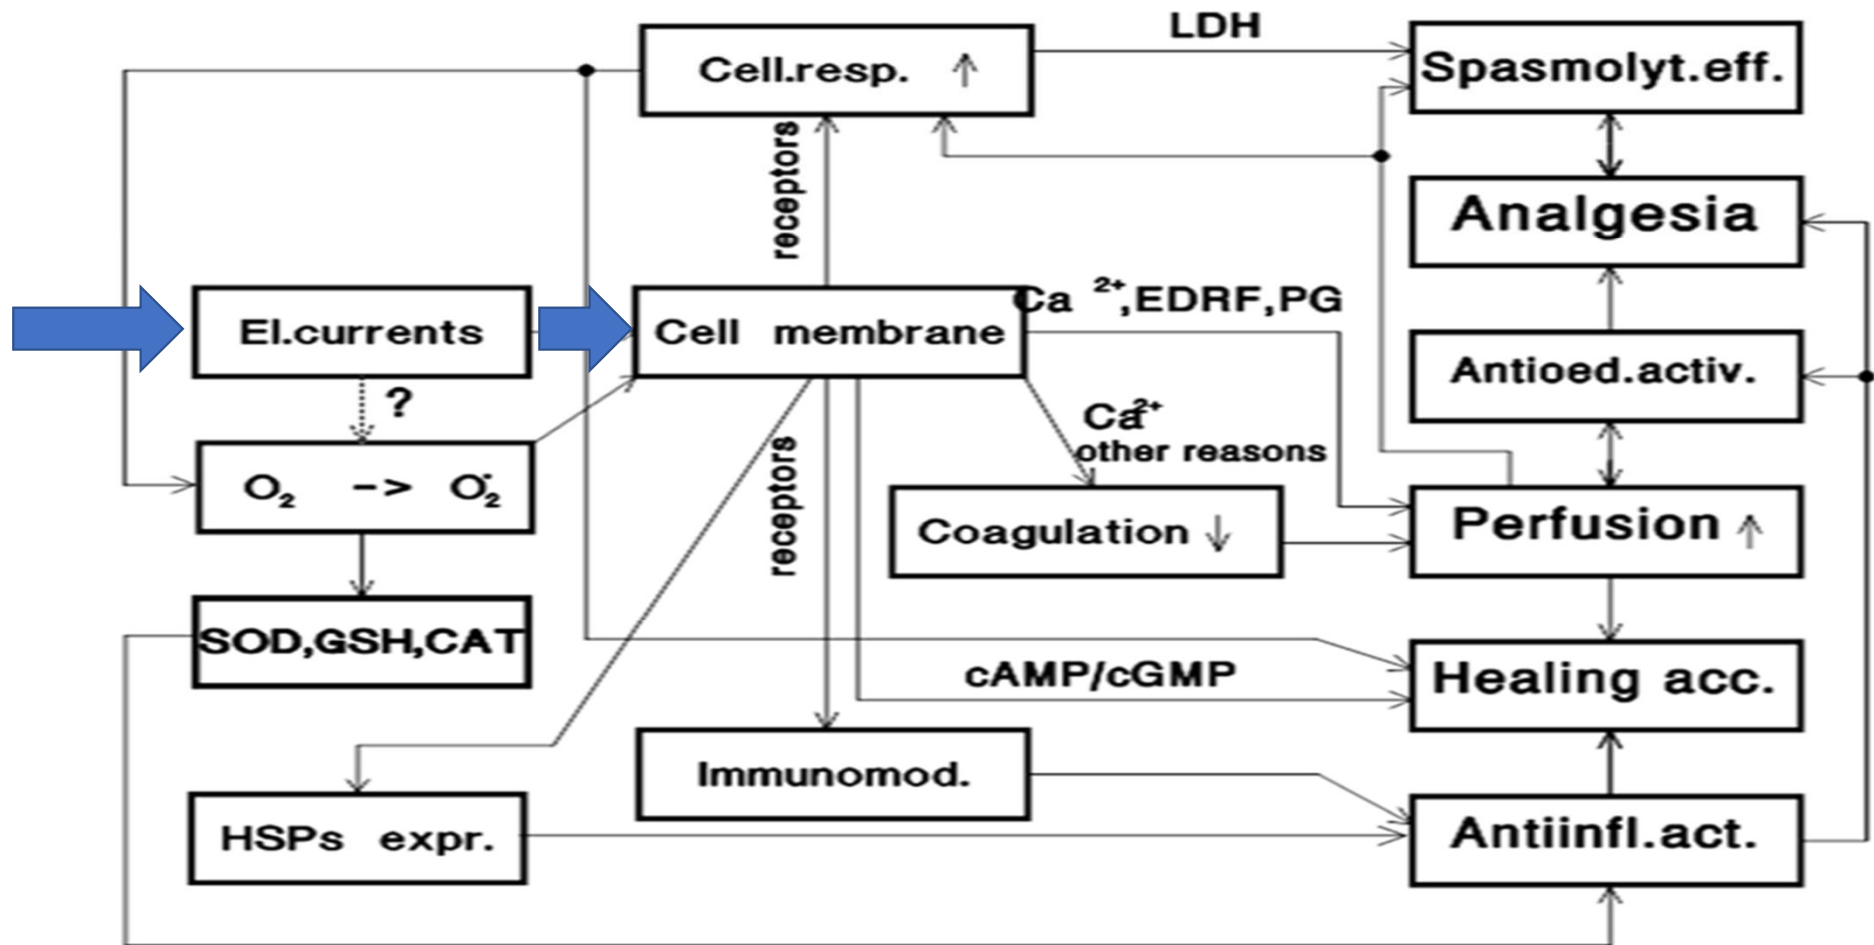 LDH
Cell.resp. ↑
Spasmolyt.eff.
receptors
Analgesia
Ca 2+,EDRF,PG
El.currents
Cell membrane
Antioed.activ.
?
Ca2+
other reasons
receptors
O2 -> O2•
Coagulation ↓
Perfusion ↑
SOD,GSH,CAT
cAMP/cGMP
Healing acc.
Immunomod.
HSPs expr.
Antiinfl.act.